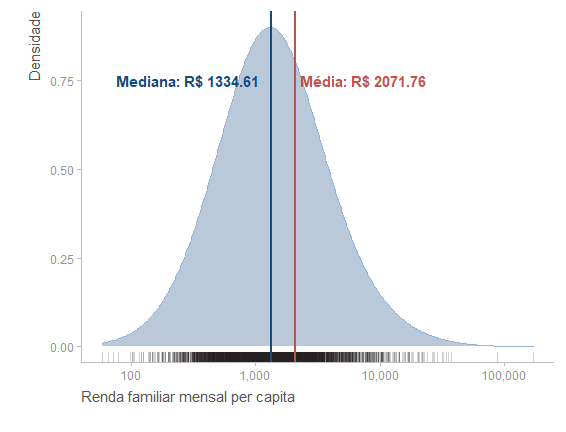 Densidade
Mediana: R$ 1334.61
Média: R$ 2071.76
0.75
0.50
0.25
0.00
100
1,000
10,000
100,000
Renda familiar mensal per capita